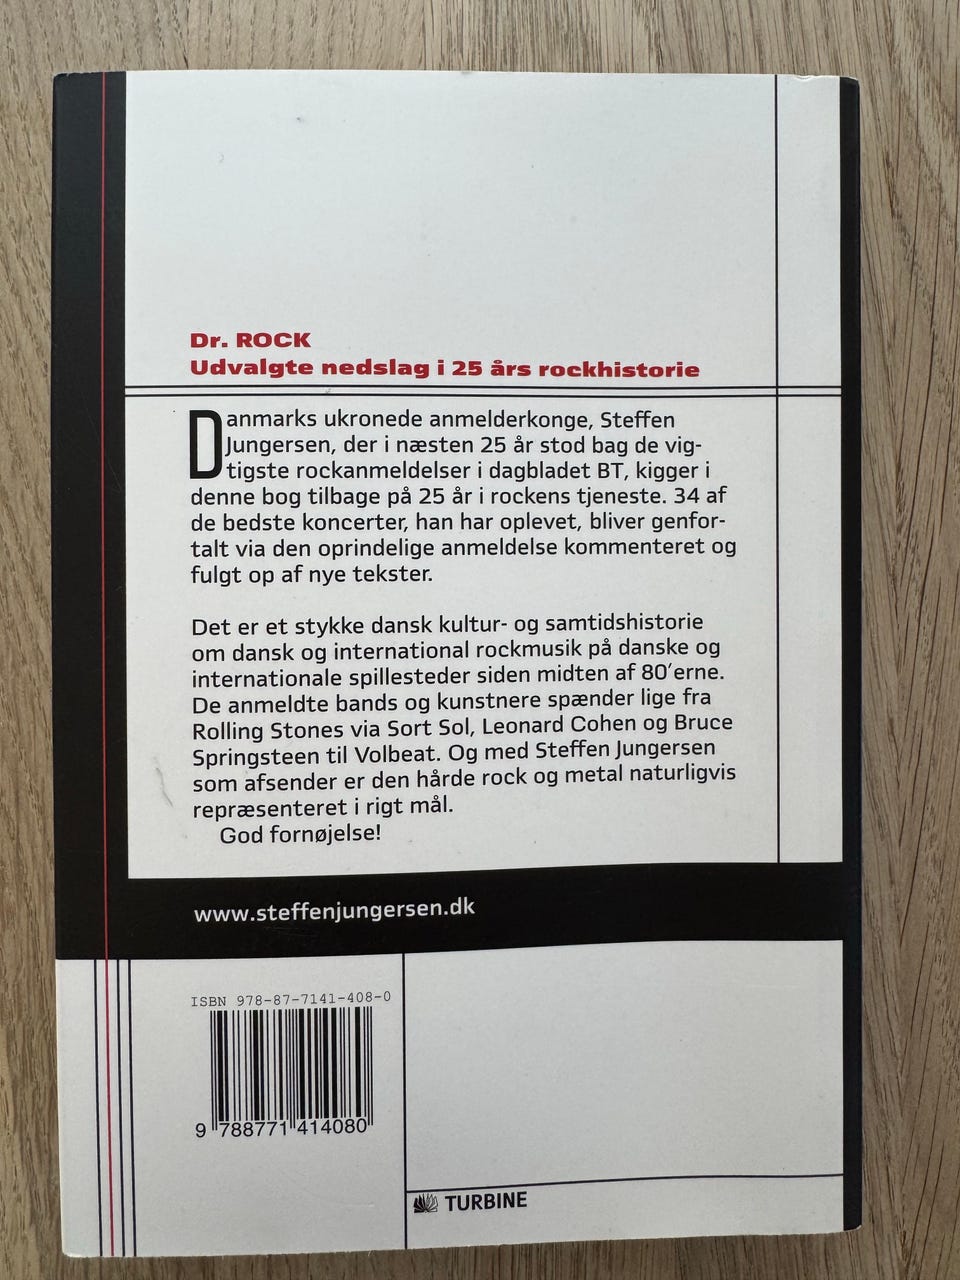 Dr. ROCK
Udvalgte nedslag i 25 års rockhistorie
Danmarks ukronede anmelderkonge, Steffen
Jungersen, der i næsten 25 år stod bag de vig-
tigste rockanmeldelser i dagbladet BT, kigger i
denne bog tilbage på 25 år i rockens tjeneste. 34 af
de bedste koncerter, han har oplevet, bliver genfor-
talt via den oprindelige anmeldelse kommenteret og
fulgt op af nye tekster.
Det er et stykke dansk kultur- og samtidshistorie
om dansk og international rockmusik på danske og
internationale spillesteder siden midten af 80'erne.
De anmeldte bands og kunstnere spænder lige fra
Rolling Stones via Sort Sol, Leonard Cohen og Bruce
Springsteen til Volbeat. Og med Steffen Jungersen
som afsender er den hårde rock og metal naturligvis
repræsenteret i rigt mål.
God fornøjelse!
www.steffenjungersen.dk
ISBN 978-87-7141-408-0
9 788771 414080
TURBINE